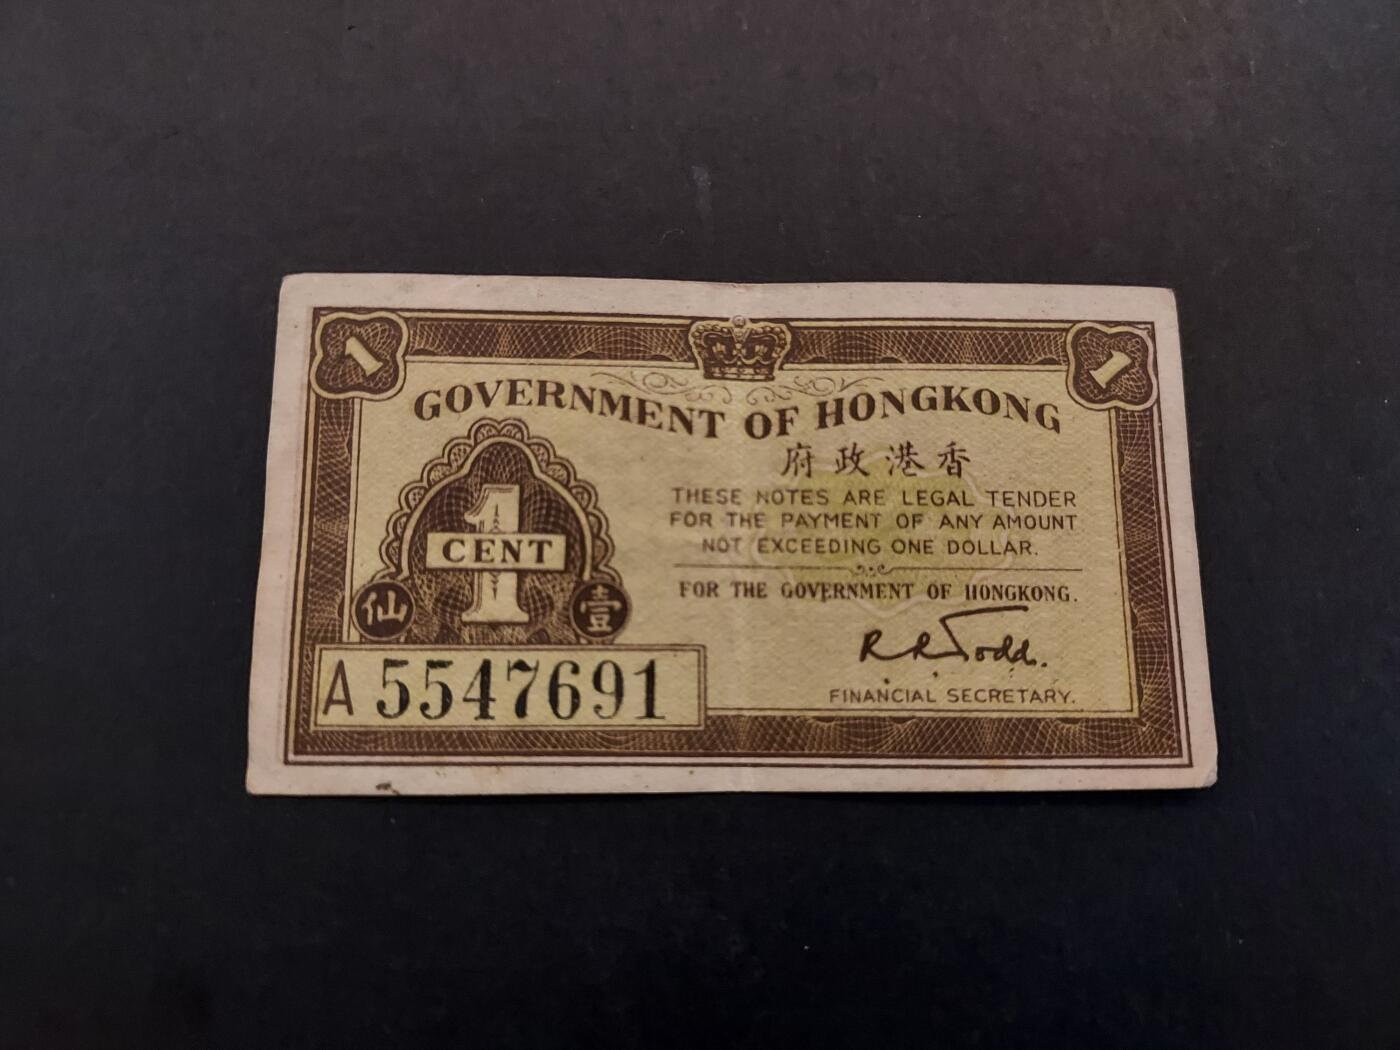 1
1
GOVERNMENT OF HONGKONG
府政港香
THESE NOTES ARE LEGAL TENDER
FOR THE PAYMENT OF ANY AMOUNT
NOT EXCEEDING ONE DOLLAR.
FOR THE GOVERNMENT OF HONGKONG.
1
CENT
仙 壹
A 5547691
R R Todd.
FINANCIAL SECRETARY.